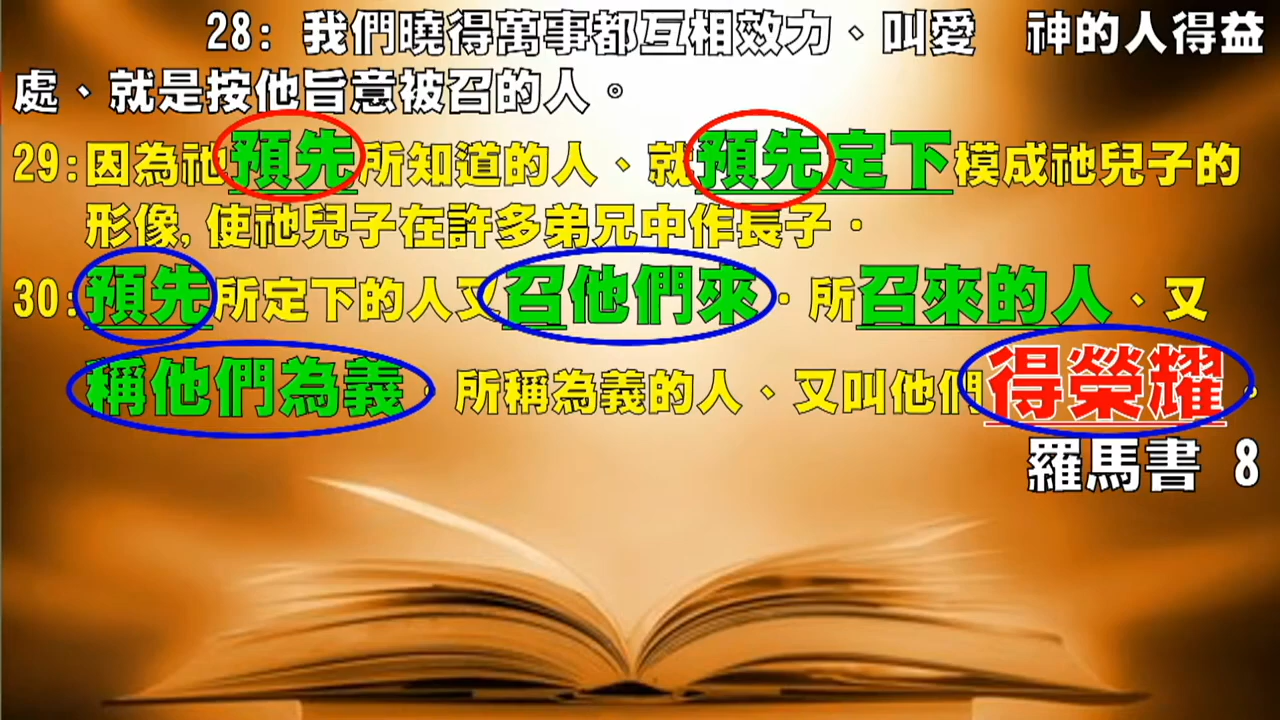 28: 我們曉得萬事都互相效力、叫愛　神的人得益
處、就是按他旨意被召的人。
29:因為祂預先所知道的人、就預先定下模成祂兒子的
形像,使祂兒子在許多弟兄中作長子．
30:預先所定下的人又召他們來．所召來的人、又
稱他們為義。所稱為義的人、又叫他們得榮耀。
羅馬書 8